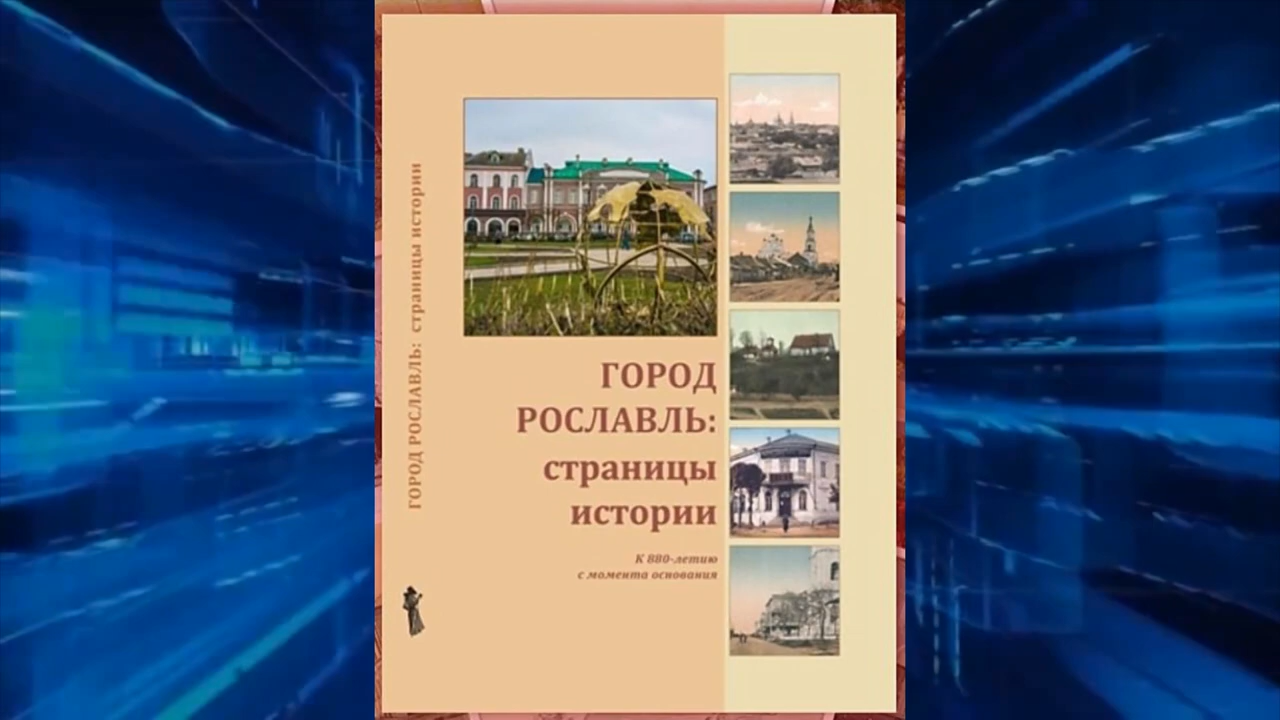 ГОРОД РОСЛАВЛЬ: страницы истории
ГОРОД
РОСЛАВЛЬ:
страницы
истории
К 880-летию
с момента основания